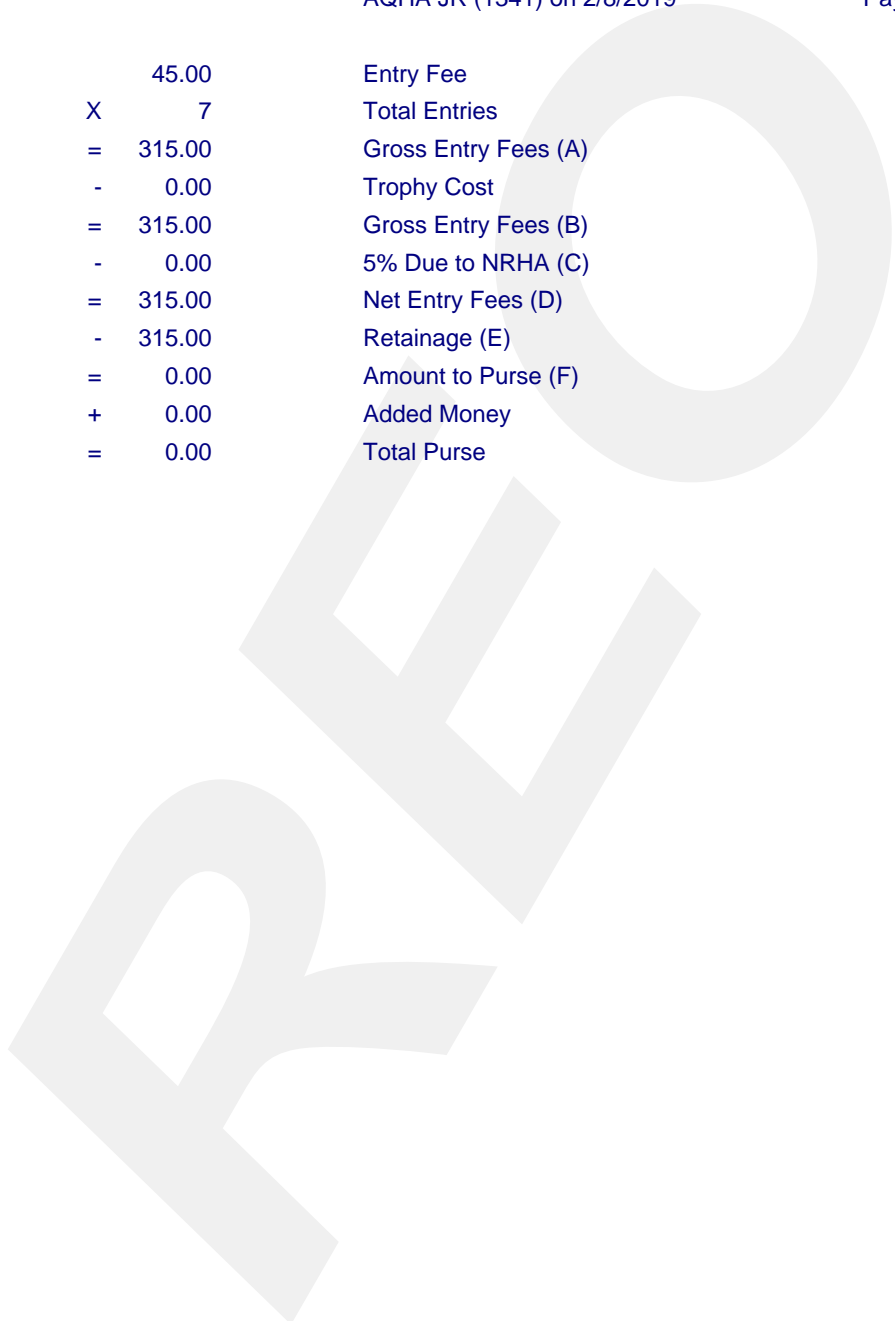 AQHA JR (1341) on 2/8/2019
45.00 Entry Fee
X 7 Total Entries
= 315.00 Gross Entry Fees (A)
- 0.00 Trophy Cost
= 315.00 Gross Entry Fees (B)
- 0.00 5% Due to NRHA (C)
= 315.00 Net Entry Fees (D)
- 315.00 Retainage (E)
= 0.00 Amount to Purse (F)
+ 0.00 Added Money
= 0.00 Total Purse
REO